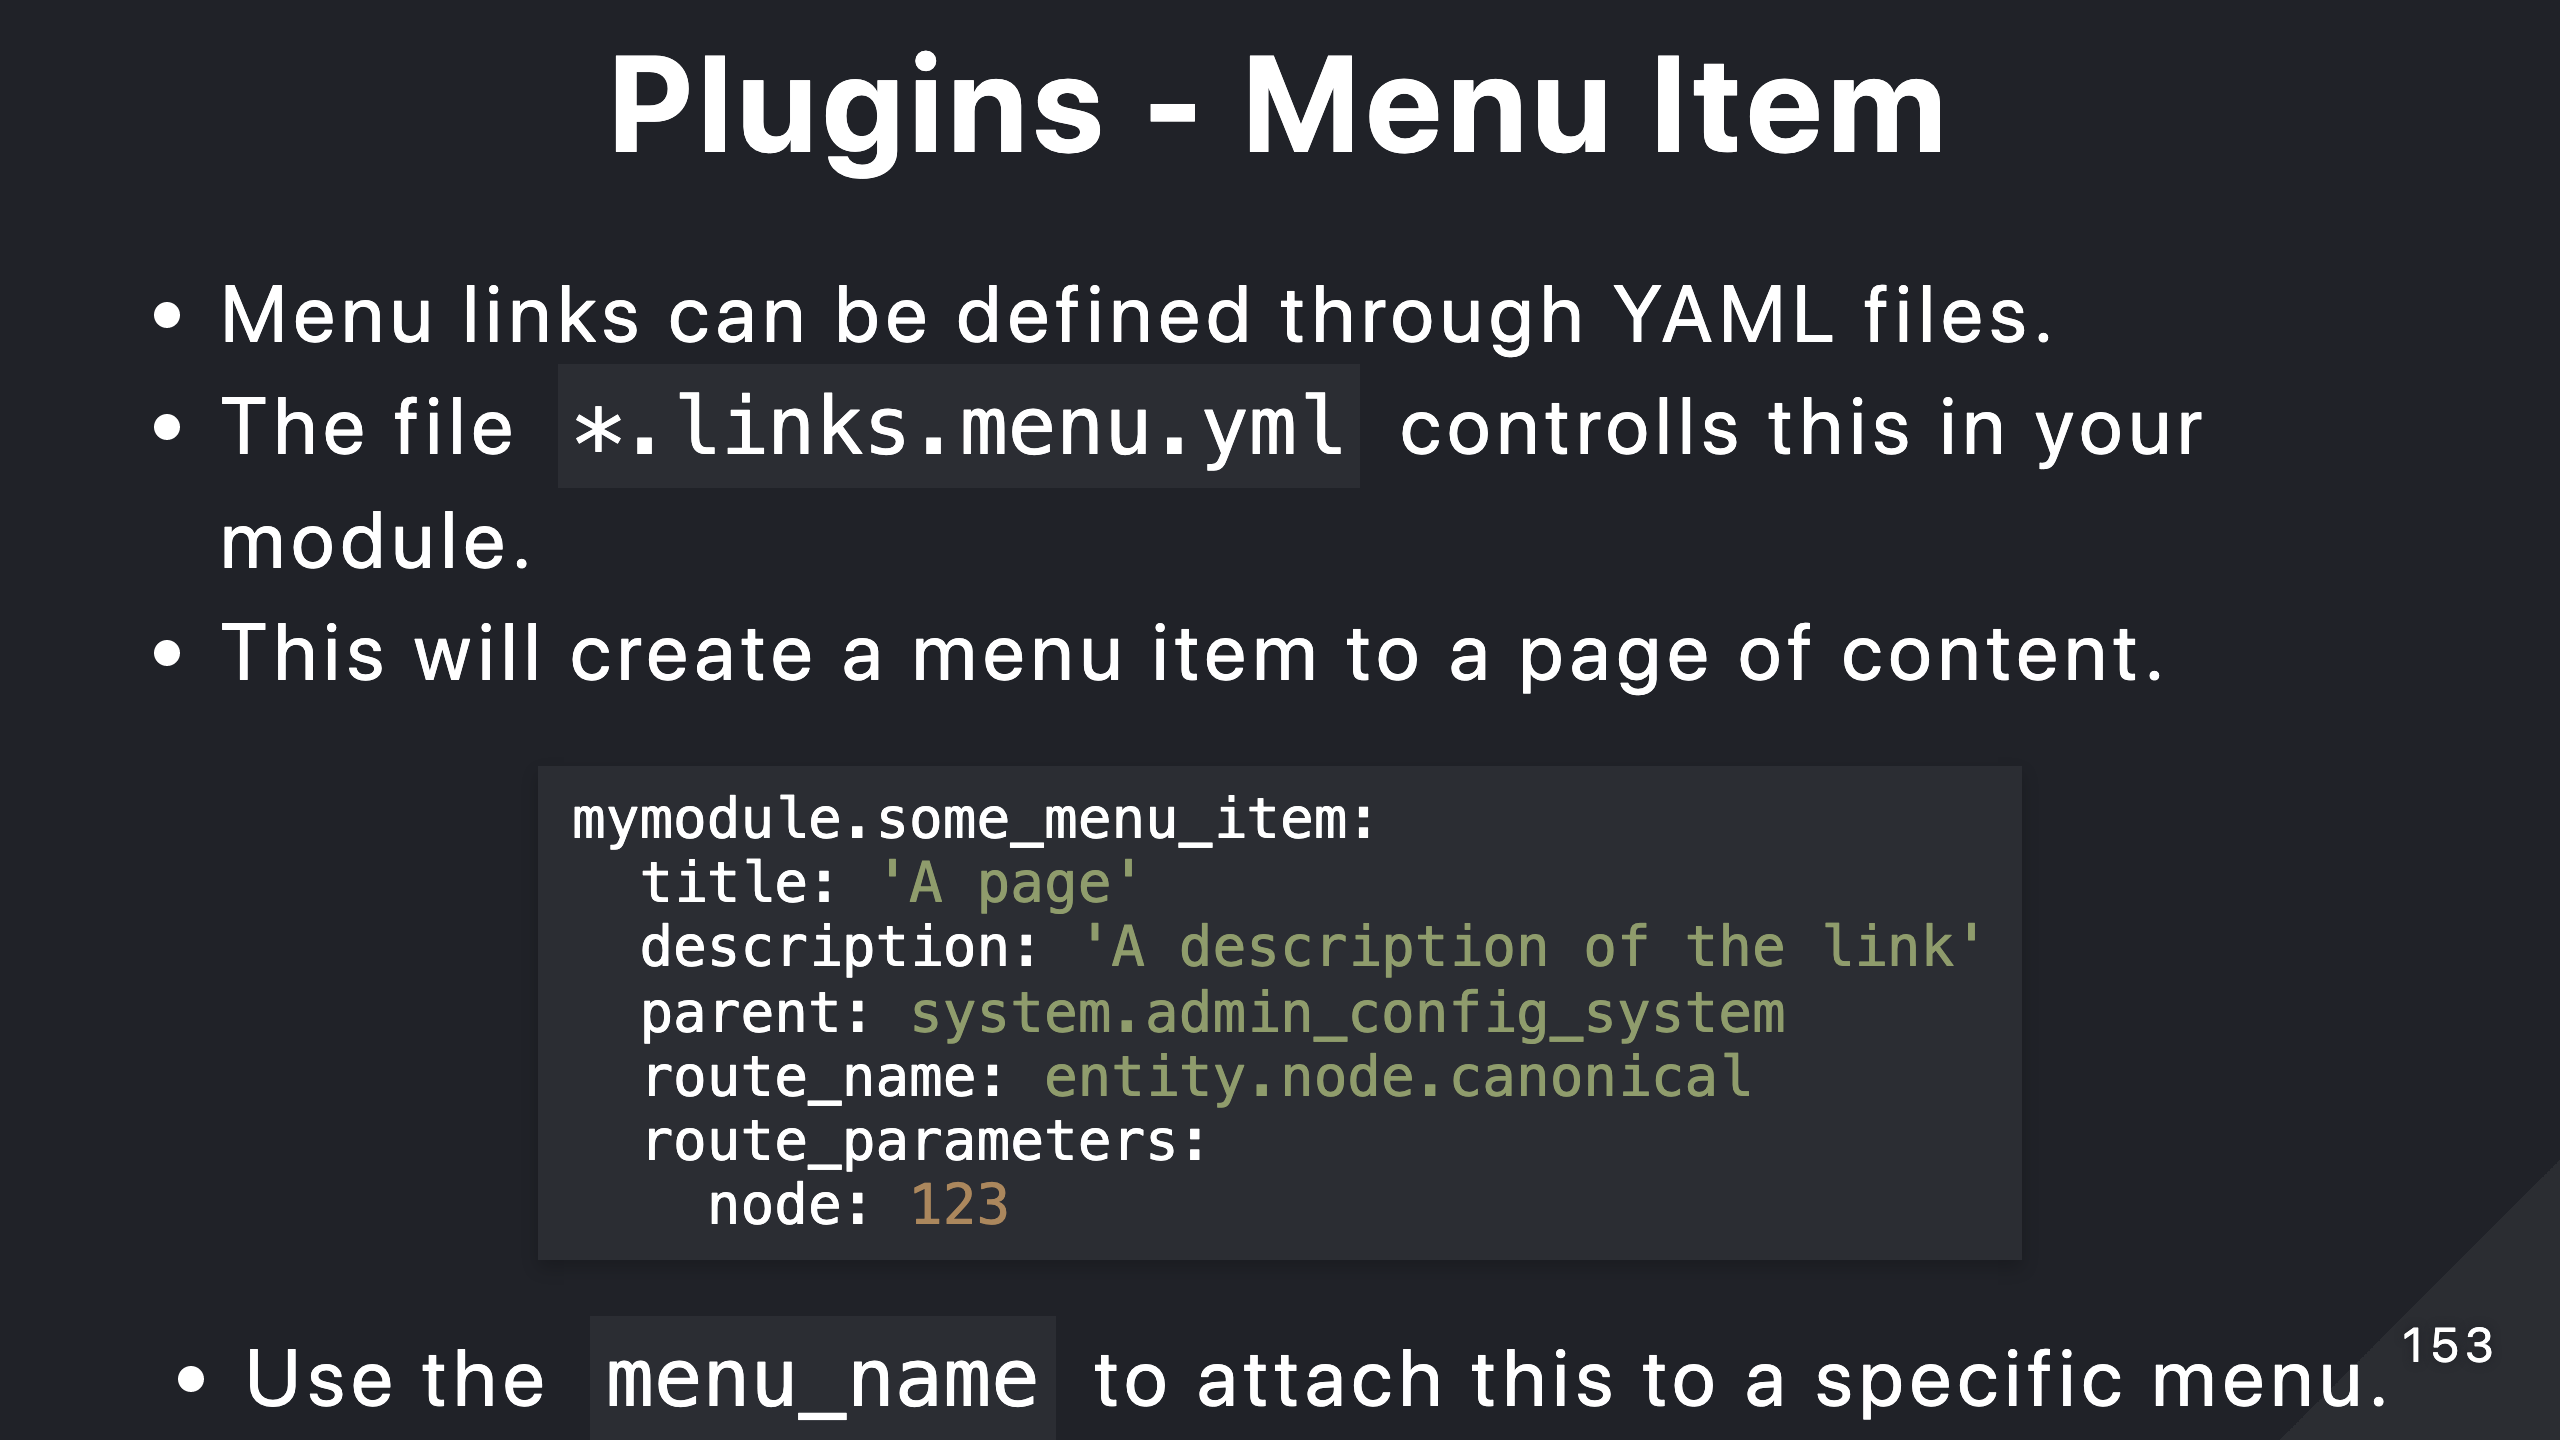 Plugins - Menu Item
• Menu links can be defined through YAML files.
• The file *.links.menu.yml controlls this in your
module.
• This will create a menu item to a page of content.
mymodule.some_menu_item:
  title: 'A page'
  description: 'A description of the link'
  parent: system.admin_config_system
  route_name: entity.node.canonical
  route_parameters:
    node: 123
• Use the menu_name to attach this to a specific menu.
153